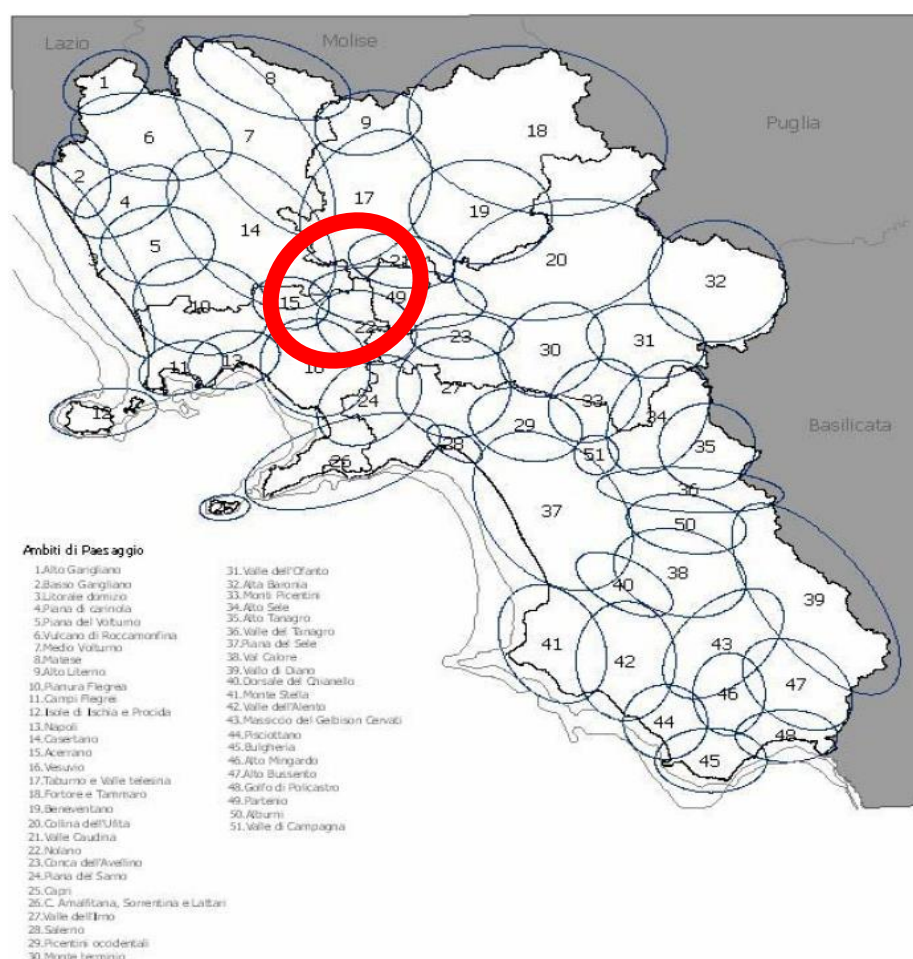 Lazio
Molise
Puglia
Basilicata
1
2
3
4
5
6
7
8
9
10
11
12
13
14
15
17
18
19
20
21
22
23
24
26
27
28
29
30
31
32
33
34
35
36
37
38
39
40
41
42
43
44
45
46
47
48
49
50
51
Ambiti di Paesaggio
1.Alto Garigliano
2.Basso Garigliano
3.Litorale domizio
4.Piana di carinola
5.Piana del Volturno
6.Vulcano di Roccamonfina
7.Medio Volturno
8.Matese
9.Alto Literno
10.Pianura Flegrea
11.Campi Flegrei
12.Isole di Ischia e Procida
13.Napoli
14.Casertano
15.Acerrano
16.Vesuvio
17.Taburno e Valle telesina
18.Fortore e Tammaro
19.Beneventano
20.Collina dell'Ufita
21.Valle Caudina
22.Nolano
23.Conca dell'Avellino
24.Piana del Sarno
25.Capri
26.C. Amalfitana, Sorrentina e Lattari
27.Valle dell'Irno
28.Salerno
29.Picentini occidentali
30.Monte terminio
31.Valle dell'Ofanto
32.Alta Baronia
33.Monti Picentini
34.Alto Sele
35.Alto Tanagro
36.Valle del Tanagro
37.Piana del Sele
38.Val Calore
39.Vallo di Diano
40.Dorsale del Chianello
41.Monte Stella
42.Valle dell'Alento
43.Massiccio del Gelbison Cervati
44.Pisciottano
45.Bulgheria
46.Alto Mingardo
47.Alto Bussento
48.Golfo di Policastro
49.Partenio
50.Alburni
51.Valle di Campagna